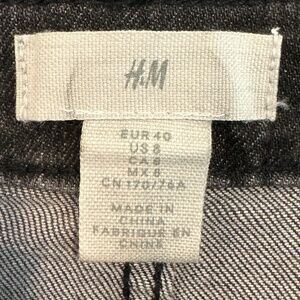 H&M
EUR 40
US 8
CA 8
MX 8
CN 170/76A
MADE IN
CHINA
FABRIQUÉ EN
CHINE